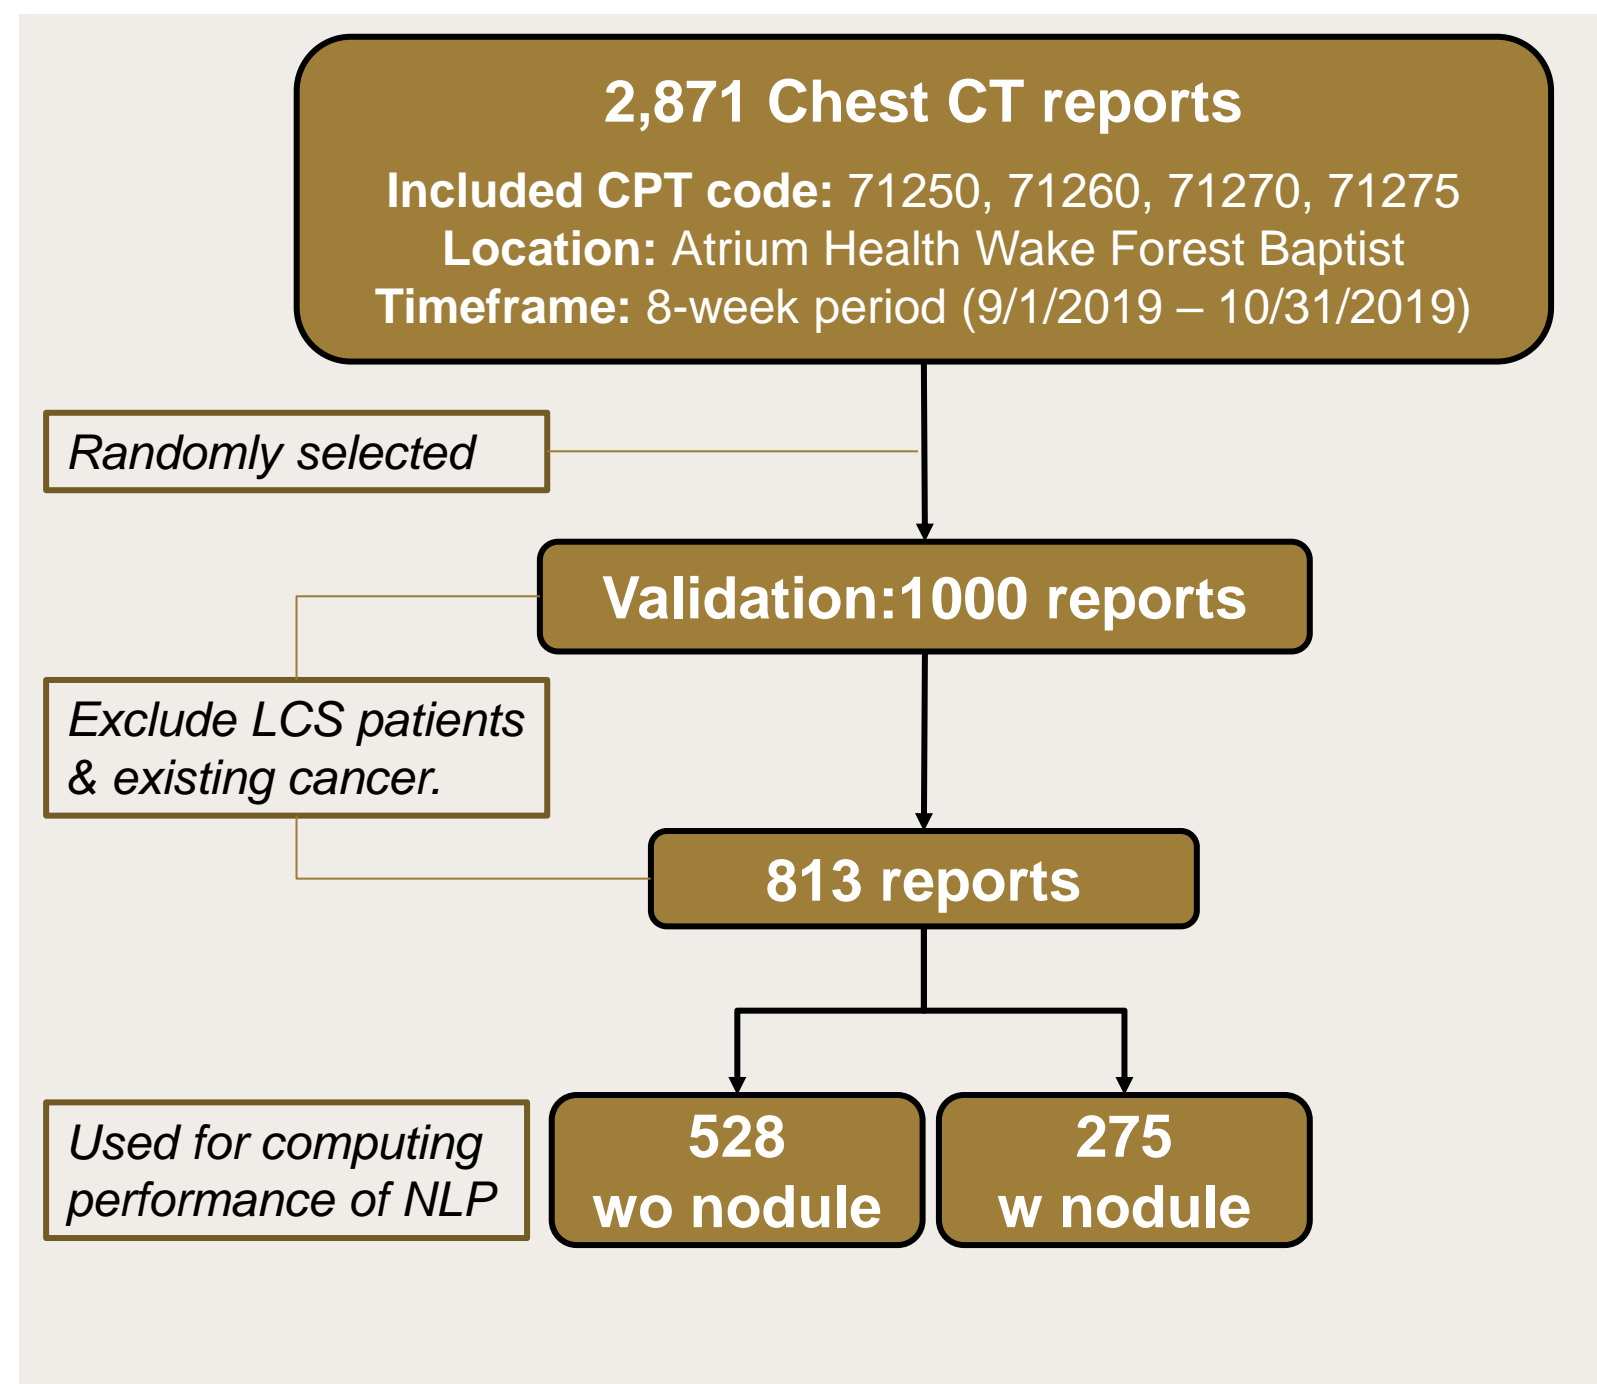 2,871 Chest CT reports
Included CPT code: 71250, 71260, 71270, 71275
Location: Atrium Health Wake Forest Baptist
Timeframe: 8-week period (9/1/2019 – 10/31/2019)
Randomly selected
Validation:1000 reports
Exclude LCS patients
& existing cancer.
813 reports
Used for computing
performance of NLP
528
wo nodule
275
w nodule